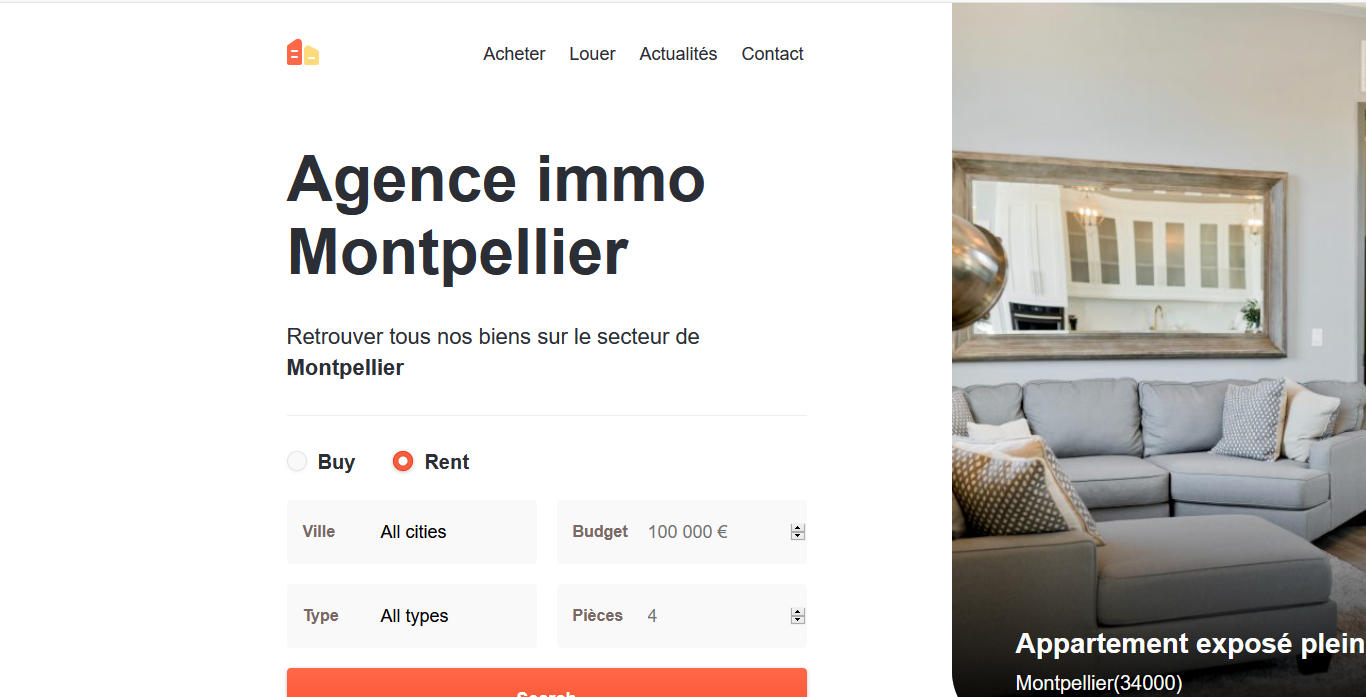 Acheter Louer Actualités Contact
Agence immo
Montpellier
Retrouver tous nos biens sur le secteur de
Montpellier
Buy Rent
Ville All cities Budget 100 000 €
Type All types Pièces 4
Search
Appartement exposé plein
Montpellier(34000)